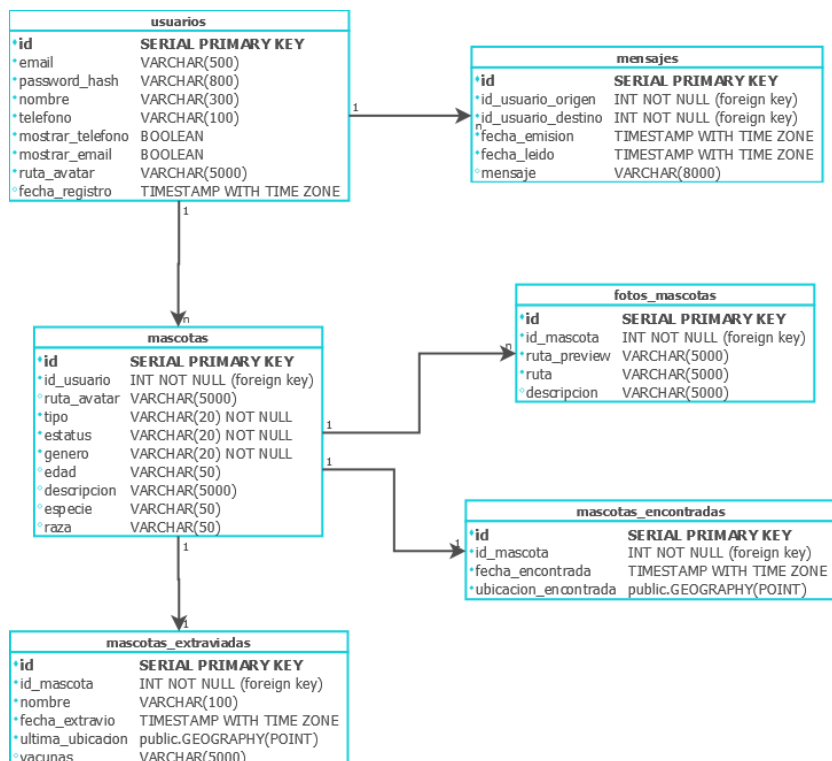 usuarios
id SERIAL PRIMARY KEY
email VARCHAR(500)
password_hash VARCHAR(800)
nombre VARCHAR(300)
telefono VARCHAR(100)
mostrar_telefono BOOLEAN
mostrar_email BOOLEAN
ruta_avatar VARCHAR(5000)
fecha_registro TIMESTAMP WITH TIME ZONE
1
n
mensajes
id SERIAL PRIMARY KEY
id_usuario_origen INT NOT NULL (foreign key)
id_usuario_destino INT NOT NULL (foreign key)
fecha_emision TIMESTAMP WITH TIME ZONE
fecha_leido TIMESTAMP WITH TIME ZONE
mensaje VARCHAR(8000)
1
n
mascotas
id SERIAL PRIMARY KEY
id_usuario INT NOT NULL (foreign key)
ruta_avatar VARCHAR(5000)
tipo VARCHAR(20) NOT NULL
estatus VARCHAR(20) NOT NULL
genero VARCHAR(20) NOT NULL
edad VARCHAR(50)
descripcion VARCHAR(5000)
especie VARCHAR(50)
raza VARCHAR(50)
1
n
fotos_mascotas
id SERIAL PRIMARY KEY
id_mascota INT NOT NULL (foreign key)
ruta_preview VARCHAR(5000)
ruta VARCHAR(5000)
descripcion VARCHAR(5000)
1
1
mascotas_encontradas
id SERIAL PRIMARY KEY
id_mascota INT NOT NULL (foreign key)
fecha_encontrada TIMESTAMP WITH TIME ZONE
ubicacion_encontrada public.GEOGRAPHY(POINT)
1
1
mascotas_extraviadas
id SERIAL PRIMARY KEY
id_mascota INT NOT NULL (foreign key)
nombre VARCHAR(100)
fecha_extravio TIMESTAMP WITH TIME ZONE
ultima_ubicacion public.GEOGRAPHY(POINT)
vacunas VARCHAR(5000)